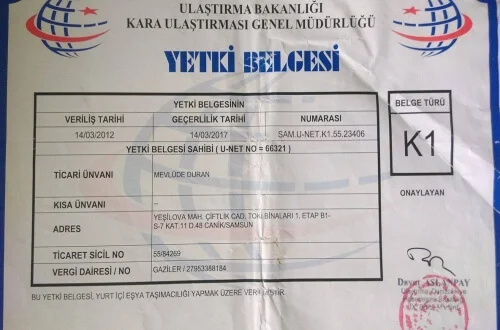 ULAŞTIRMA BAKANLIĞI
KARA ULAŞTIRMASI GENEL MÜDÜRLÜĞÜ
YETKİ BELGESİ
YETKİ BELGESİNİN
VERİLİŞ TARİHİ GEÇERLİLİK TARİHİ NUMARASI
14/03/2012 14/03/2017 SAM.U-NET.K1.55.23406
YETKİ BELGESİ SAHİBİ ( U-NET NO = 66321 )
TİCARİ ÜNVANI MEVLÜDE DURAN
KISA ÜNVANI --
ADRES YEŞİLOVA MAH. ÇİFTLİK CAD. TOKİ BİNALARI 1. ETAP B1-
S-7 KAT.11 D.48 CANİK/SAMSUN
TİCARET SİCİL NO 55/84269
VERGİ DAİRESİ / NO GAZİLER / 27953388184
BU YETKİ BELGESİ, YURT İÇİ EŞYA TAŞIMACILIĞI YAPMAK ÜZERE VERİLMİŞTİR.
BELGE TÜRÜ
K1
ONAYLAYAN
Davut ASLANPAY